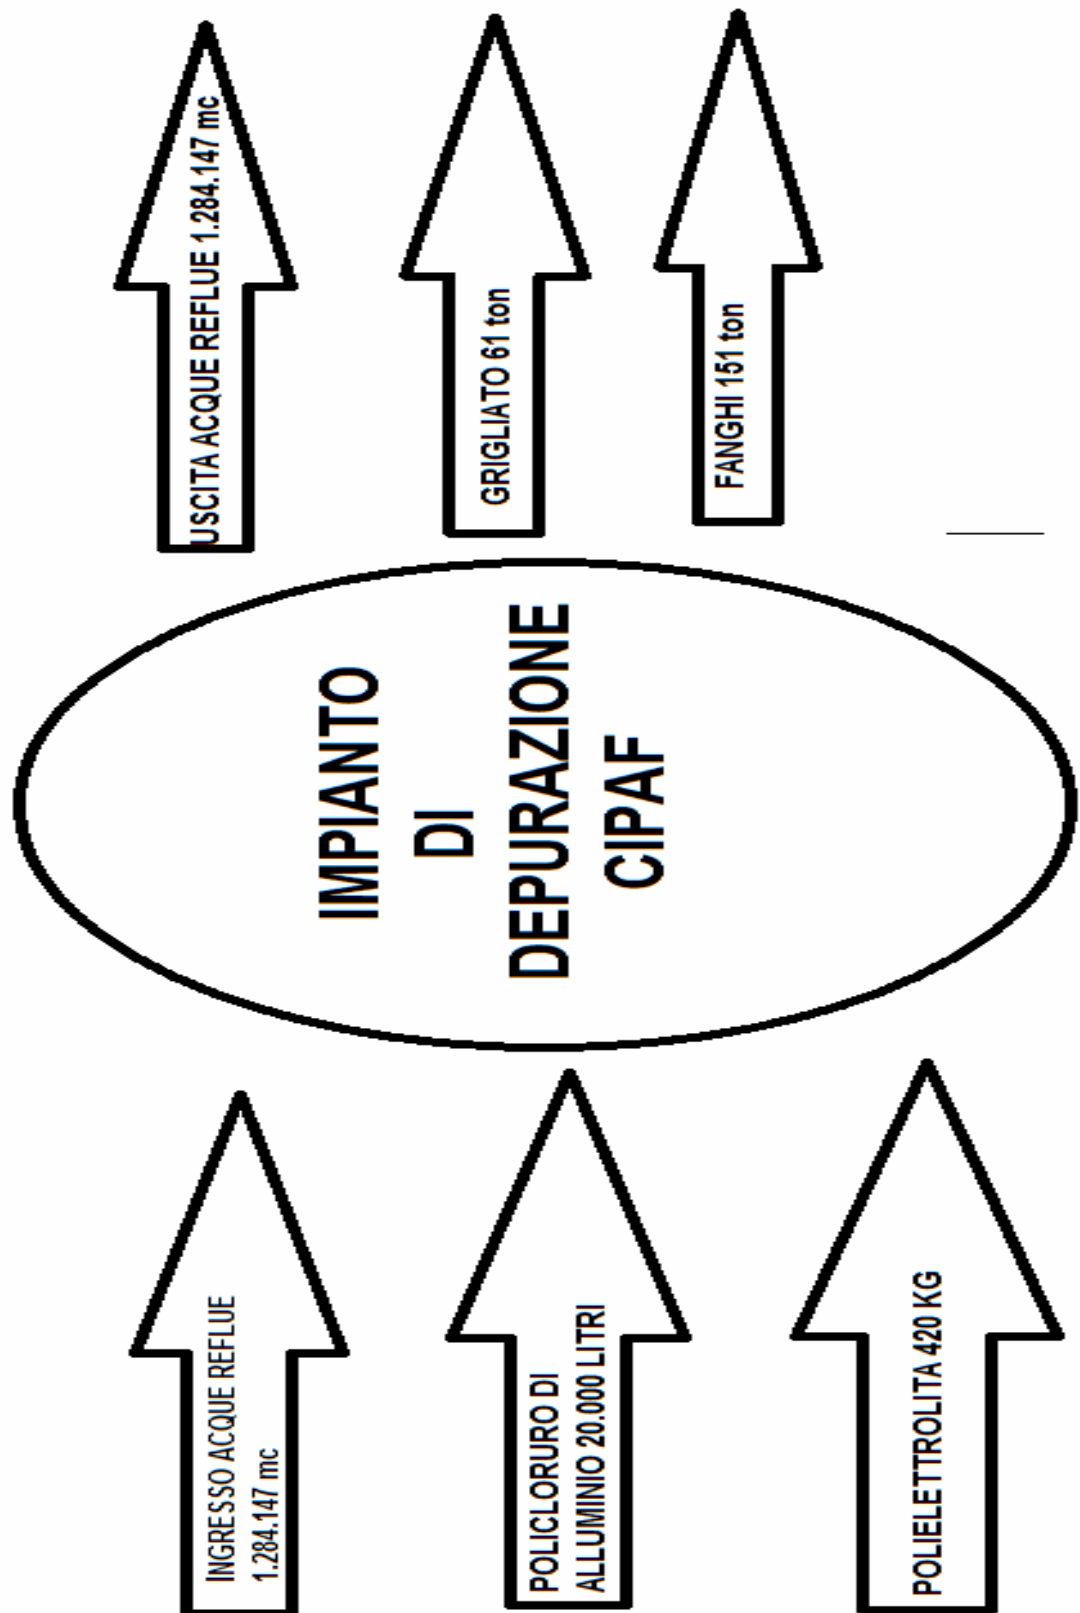 INGRESSO ACQUE REFLUE
1.284.147 mc
POLICLORURO DI
ALLUMINIO 20.000 LITRI
POLIELETTROLITA 420 KG
IMPIANTO
DI
DEPURAZIONE
CIPAF
USCITA ACQUE REFLUE 1.284.147 mc
GRIGLIATO 61 ton
FANGHI 151 ton